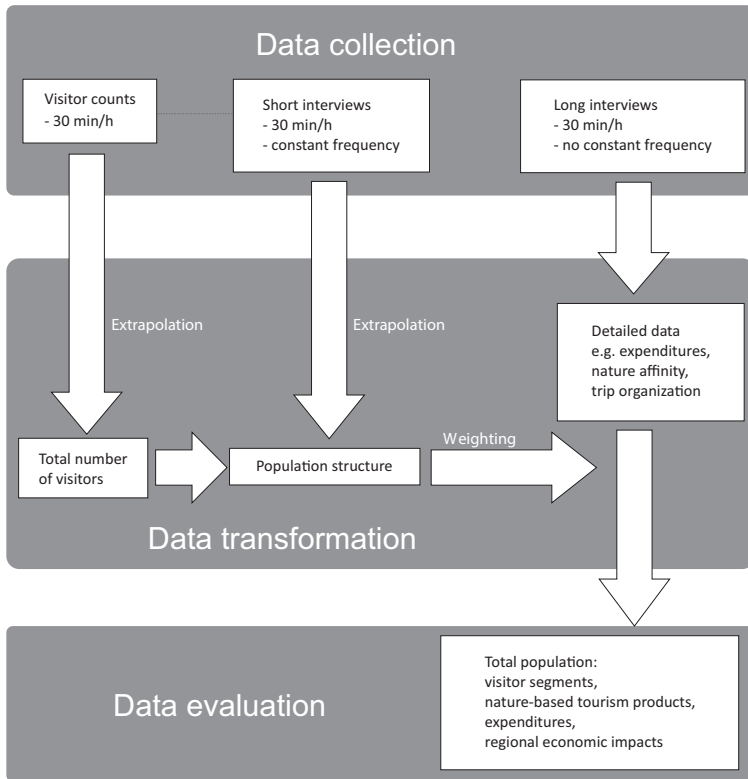 Data collection
Visitor counts
- 30 min/h
Short interviews
- 30 min/h
- constant frequency
Long interviews
- 30 min/h
- no constant frequency
Extrapolation
Extrapolation
Detailed data
e.g. expenditures,
nature affinity,
trip organization
Total number
of visitors
Population structure
Weighting
Data transformation
Data evaluation
Total population:
visitor segments,
nature-based tourism products,
expenditures,
regional economic impacts